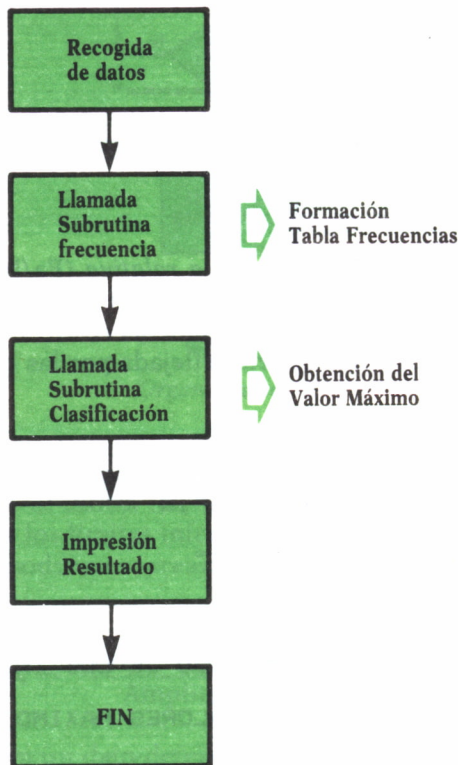 Recogida
de datos
Llamada
Subrutina
frecuencia
Formación
Tabla Frecuencias
Llamada
Subrutina
Clasificación
Obtención del
Valor Máximo
Impresión
Resultado
FIN